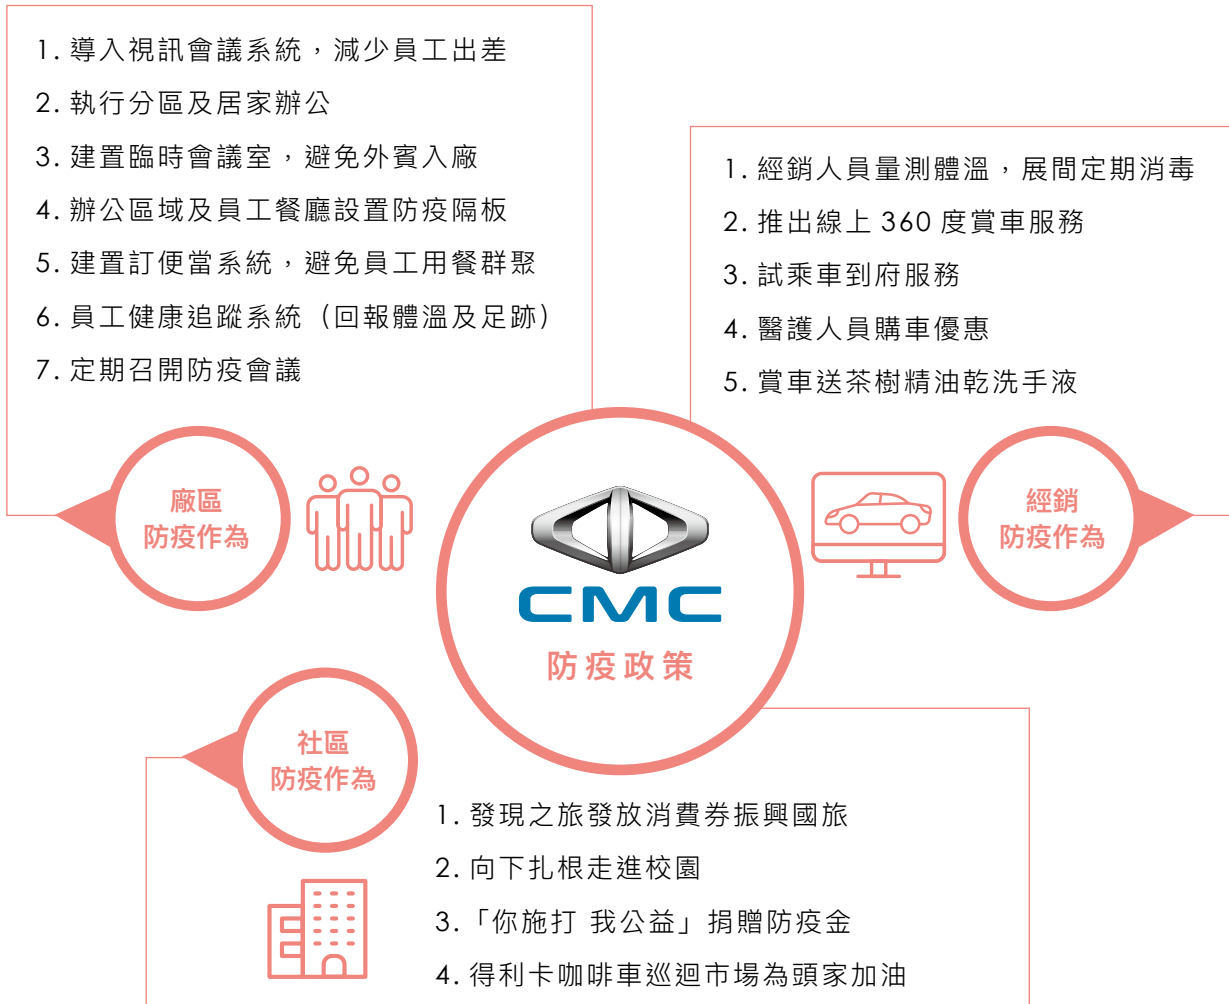 1. 導入視訊會議系統，減少員工出差
2. 執行分區及居家辦公
3. 建置臨時會議室，避免外賓入廠
4. 辦公區域及員工餐廳設置防疫隔板
5. 建置訂便當系統，避免員工用餐群聚
6. 員工健康追蹤系統（回報體溫及足跡）
7. 定期召開防疫會議
廠區
防疫作為
1. 經銷人員量測體溫，展間定期消毒
2. 推出線上 360 度賞車服務
3. 試乘車到府服務
4. 醫護人員購車優惠
5. 賞車送茶樹精油乾洗手液
經銷
防疫作為
CMC
防疫政策
社區
防疫作為
1. 發現之旅發放消費券振興國旅
2. 向下扎根走進校園
3.「你施打 我公益」捐贈防疫金
4. 得利卡咖啡車巡迴市場為頭家加油